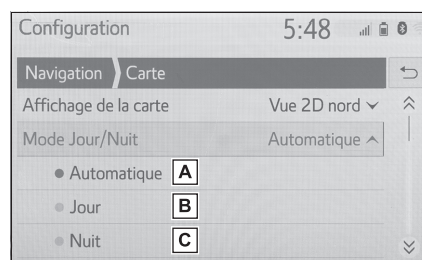 Configuration 5:48
Navigation Carte
Affichage de la carte Vue 2D nord
Mode Jour/Nuit Automatique
Automatique A
Jour B
Nuit C